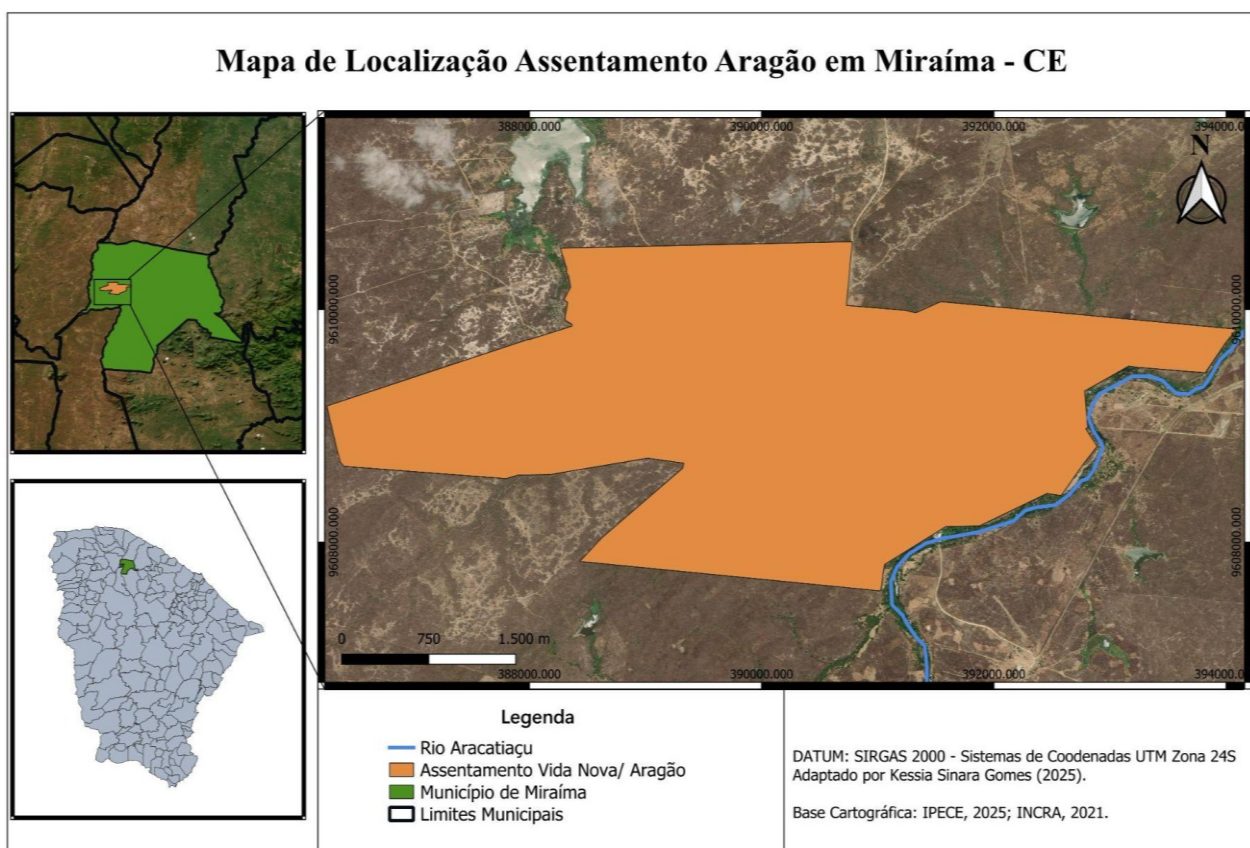 Mapa de Localização Assentamento Aragão em Miraíma - CE
388000.000
390000.000
392000.000
394000.0
N
9610000.000
9610000.000
9608000.000
9608000.000
0
750
1.500 m
388000.000
390000.000
392000.000
394000.0
Legenda
Rio Aracatiaçu
Assentamento Vida Nova/ Aragão
Município de Miraíma
Limites Municipais
DATUM: SIRGAS 2000 - Sistemas de Coodenadas UTM Zona 24S
Adaptado por Kessia Sinara Gomes (2025).
Base Cartográfica: IPECE, 2025; INCRA, 2021.